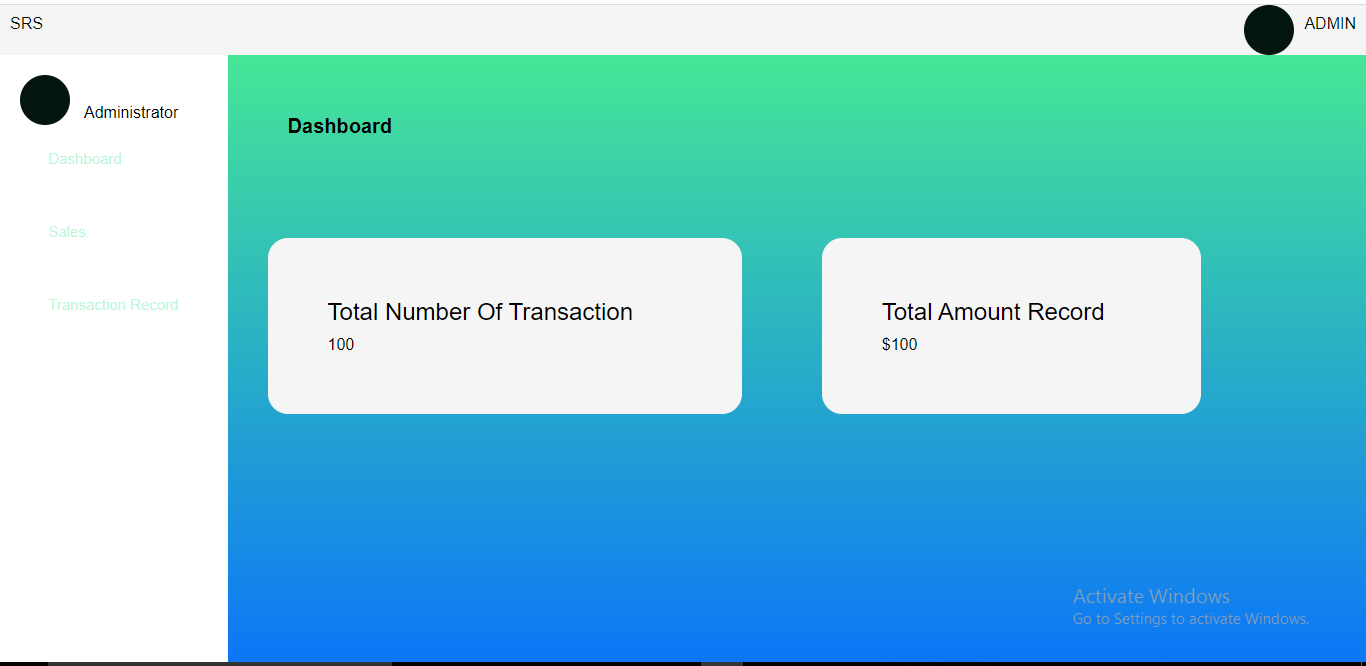 SRS
ADMIN
Administrator
Dashboard
Sales
Transaction Record
Dashboard
Total Number Of Transaction
100
Total Amount Record
$100
Activate Windows
Go to Settings to activate Windows.